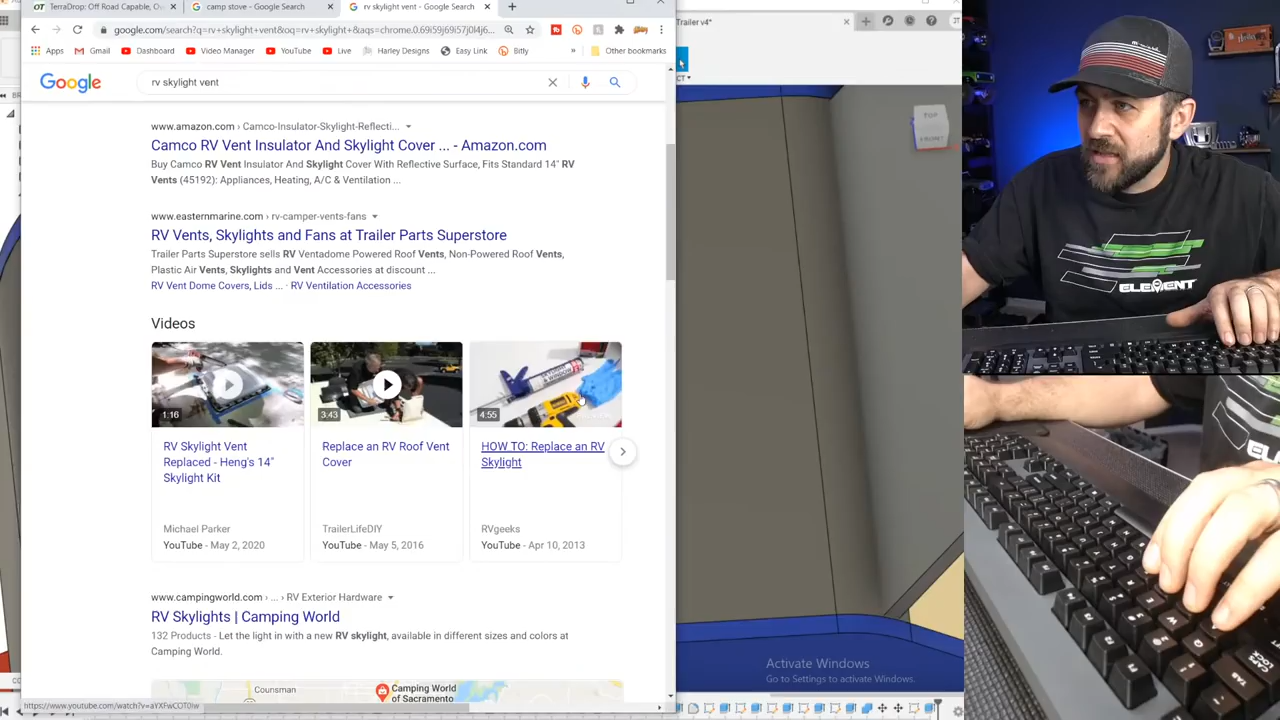 TerraDrop: Off Road Capable, Ov
camp stove - Google Search
rv skylight vent - Google Search
Trailer v4*
google.com/search?q=rv+skylight+vent&oq=rv+skylight+&aqs=chrome.0.69i59j69i57j0l4j6...
Apps
Gmail
Dashboard
Video Manager
YouTube
Live
Harley Designs
Easy Link
Bitty
»
Other bookmarks
Google
rv skylight vent
www.amazon.com › Camco-Insulator-Skylight-Reflecti...
Camco RV Vent Insulator And Skylight Cover ... - Amazon.com
Buy Camco RV Vent Insulator And Skylight Cover With Reflective Surface, Fits Standard 14" RV
Vents (45192): Appliances, Heating, A/C & Ventilation ...
www.easternmarine.com › rv-camper-vents-fans
RV Vents, Skylights and Fans at Trailer Parts Superstore
Trailer Parts Superstore sells RV Ventadome Powered Roof Vents, Non-Powered Roof Vents,
Plastic Air Vents, Skylights and Vent Accessories at discount ...
RV Vent Dome Covers, Lids ... · RV Ventilation Accessories
Videos
1:16
3:43
4:55
RV Skylight Vent
Replaced - Heng's 14"
Skylight Kit
Michael Parker
YouTube - May 2, 2020
Replace an RV Roof Vent
Cover
TrailerLifeDIY
YouTube - May 5, 2016
HOW TO: Replace an RV
Skylight
RVgeeks
YouTube - Apr 10, 2013
www.campingworld.com › ... › RV Exterior Hardware
RV Skylights | Camping World
132 Products - Let the light in with a new RV skylight, available in different sizes and colors at
Camping World.
Counsman
Camping World
of Sacramento
TOP
ELEMENT
Activate Windows
Go to Settings to activate Windows.